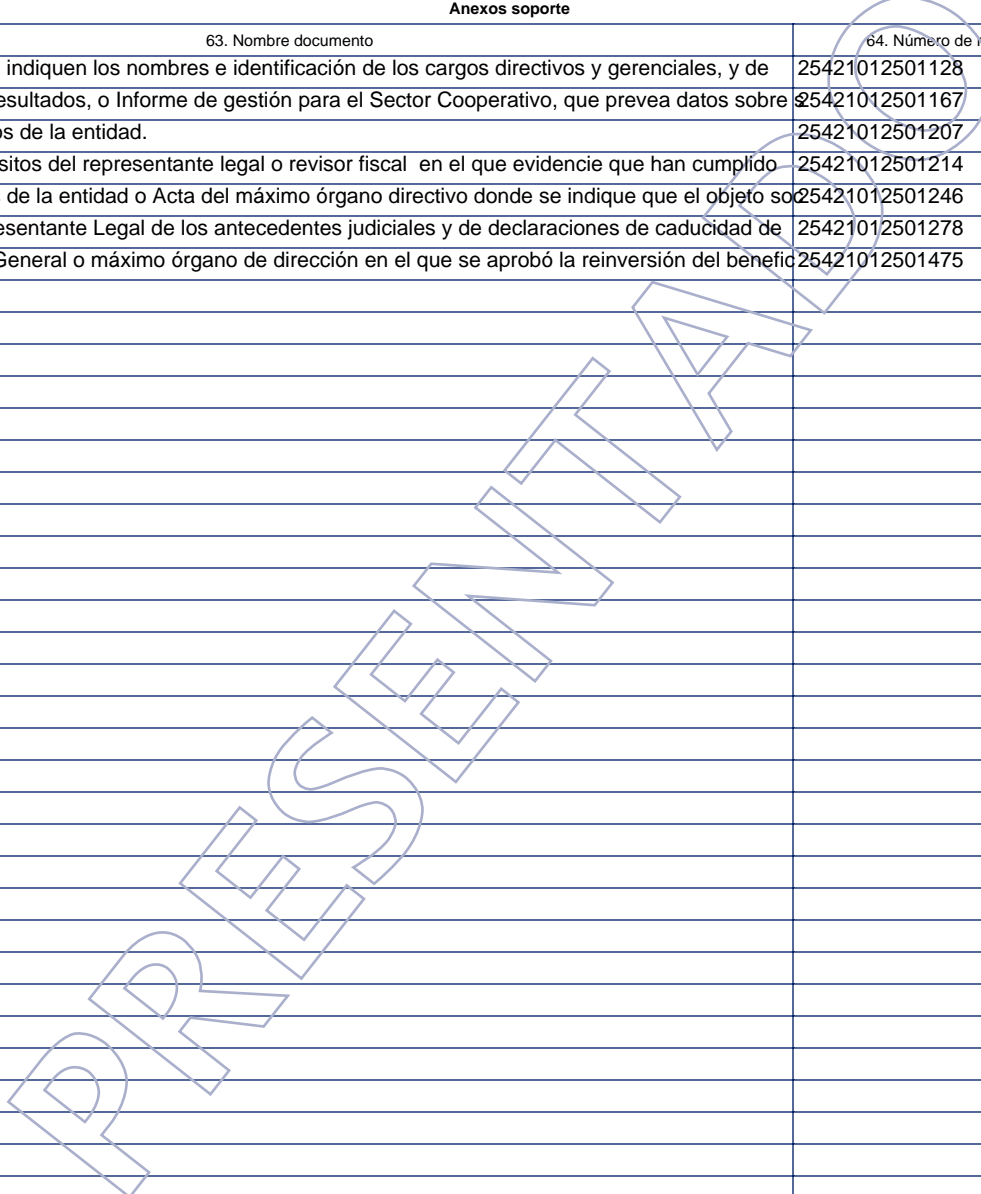 Anexos soporte
63. Nombre documento 64. Número de
indiquen los nombres e identificación de los cargos directivos y gerenciales, y de 25421012501128
esultados, o Informe de gestión para el Sector Cooperativo, que prevea datos sobre s 25421012501167
os de la entidad. 25421012501207
sitos del representante legal o revisor fiscal en el que evidencie que han cumplido 25421012501214
de la entidad o Acta del máximo órgano directivo donde se indique que el objeto soc 25421012501246
esentante Legal de los antecedentes judiciales y de declaraciones de caducidad de 25421012501278
General o máximo órgano de dirección en el que se aprobó la reinversión del benefic 25421012501475
PRESENTADO